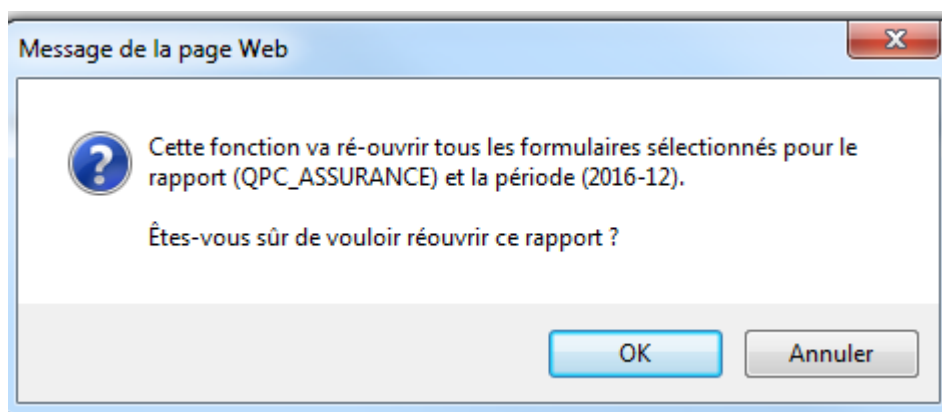 Message de la page Web
Cette fonction va ré-ouvrir tous les formulaires sélectionnés pour le
rapport (QPC_ASSURANCE) et la période (2016-12).
Êtes-vous sûr de vouloir réouvrir ce rapport ?
OK
Annuler